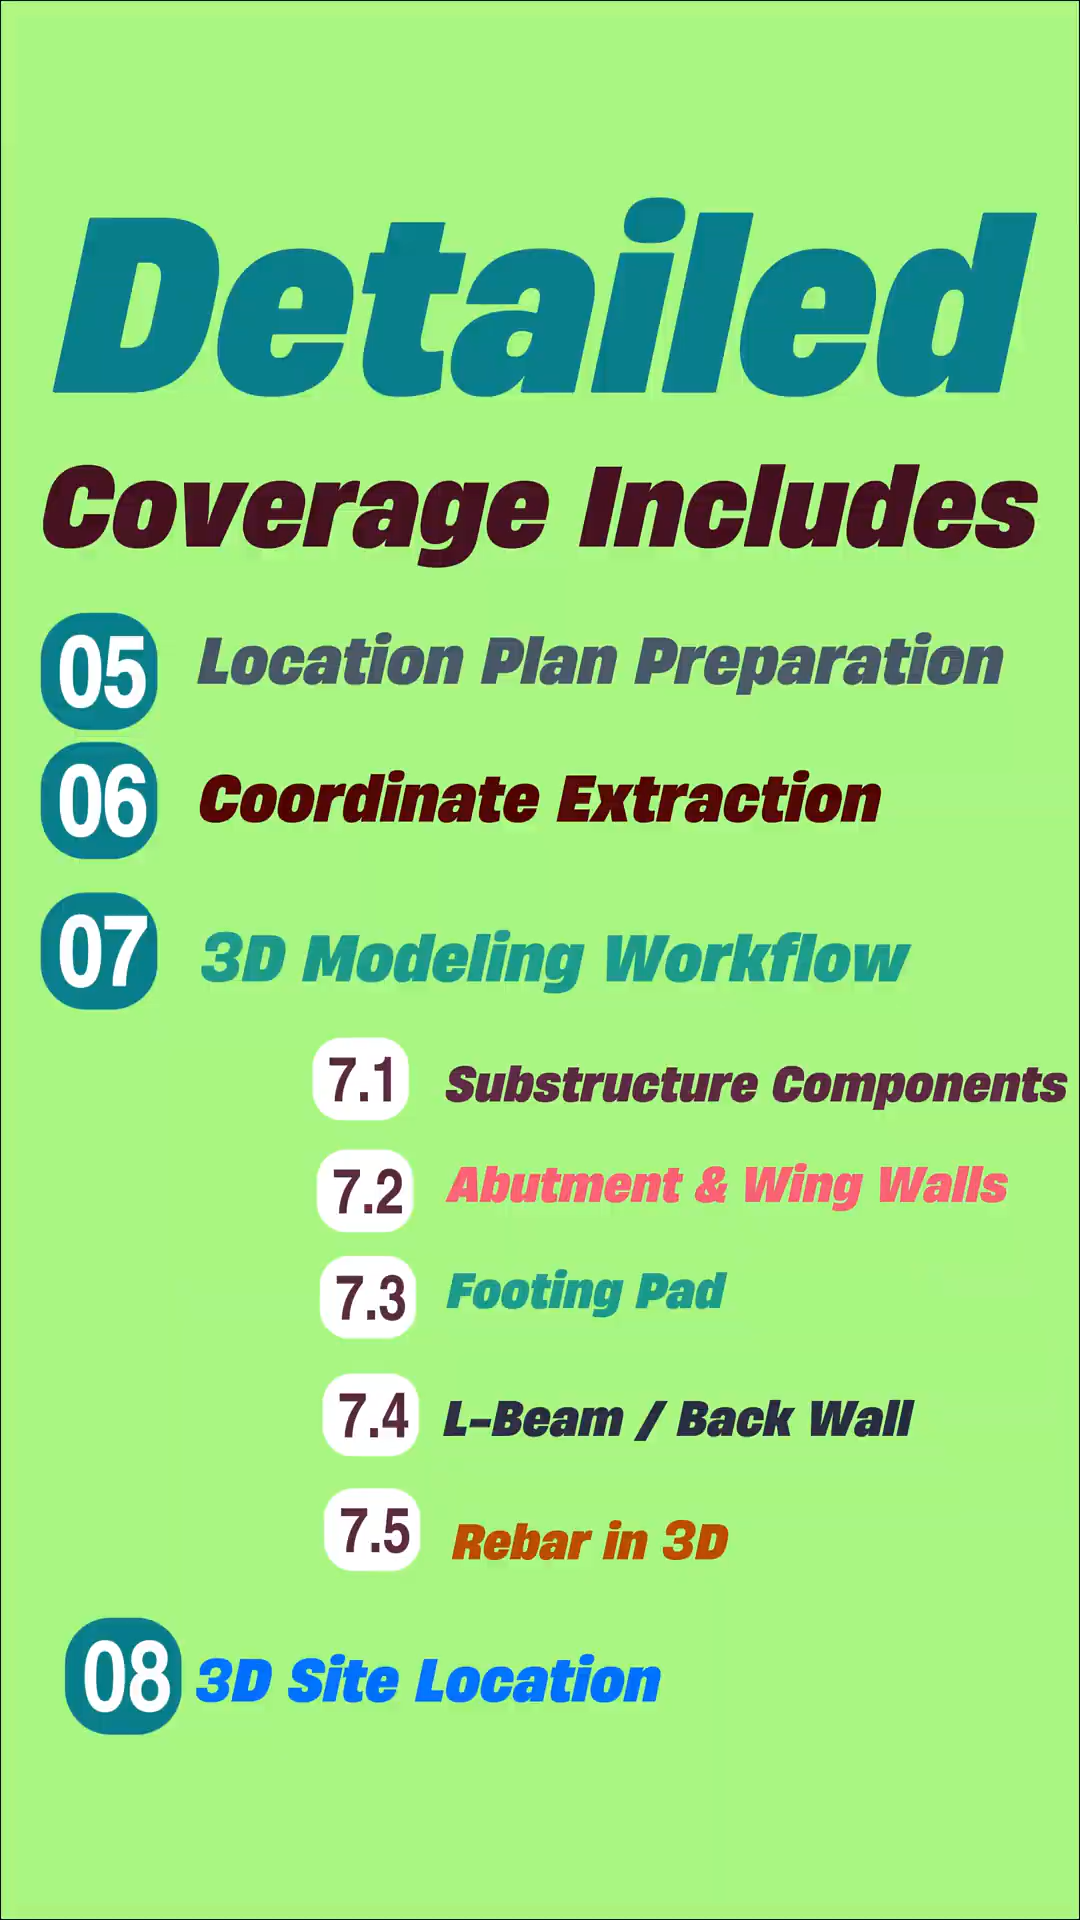 Detailed
Coverage Includes
05 Location Plan Preparation
06 Coordinate Extraction
07 3D Modeling Workflow
7.1 Substructure Components
7.2 Abutment & Wing Walls
7.3 Footing Pad
7.4 L-Beam / Back Wall
7.5 Rebar in 3D
08 3D Site Location